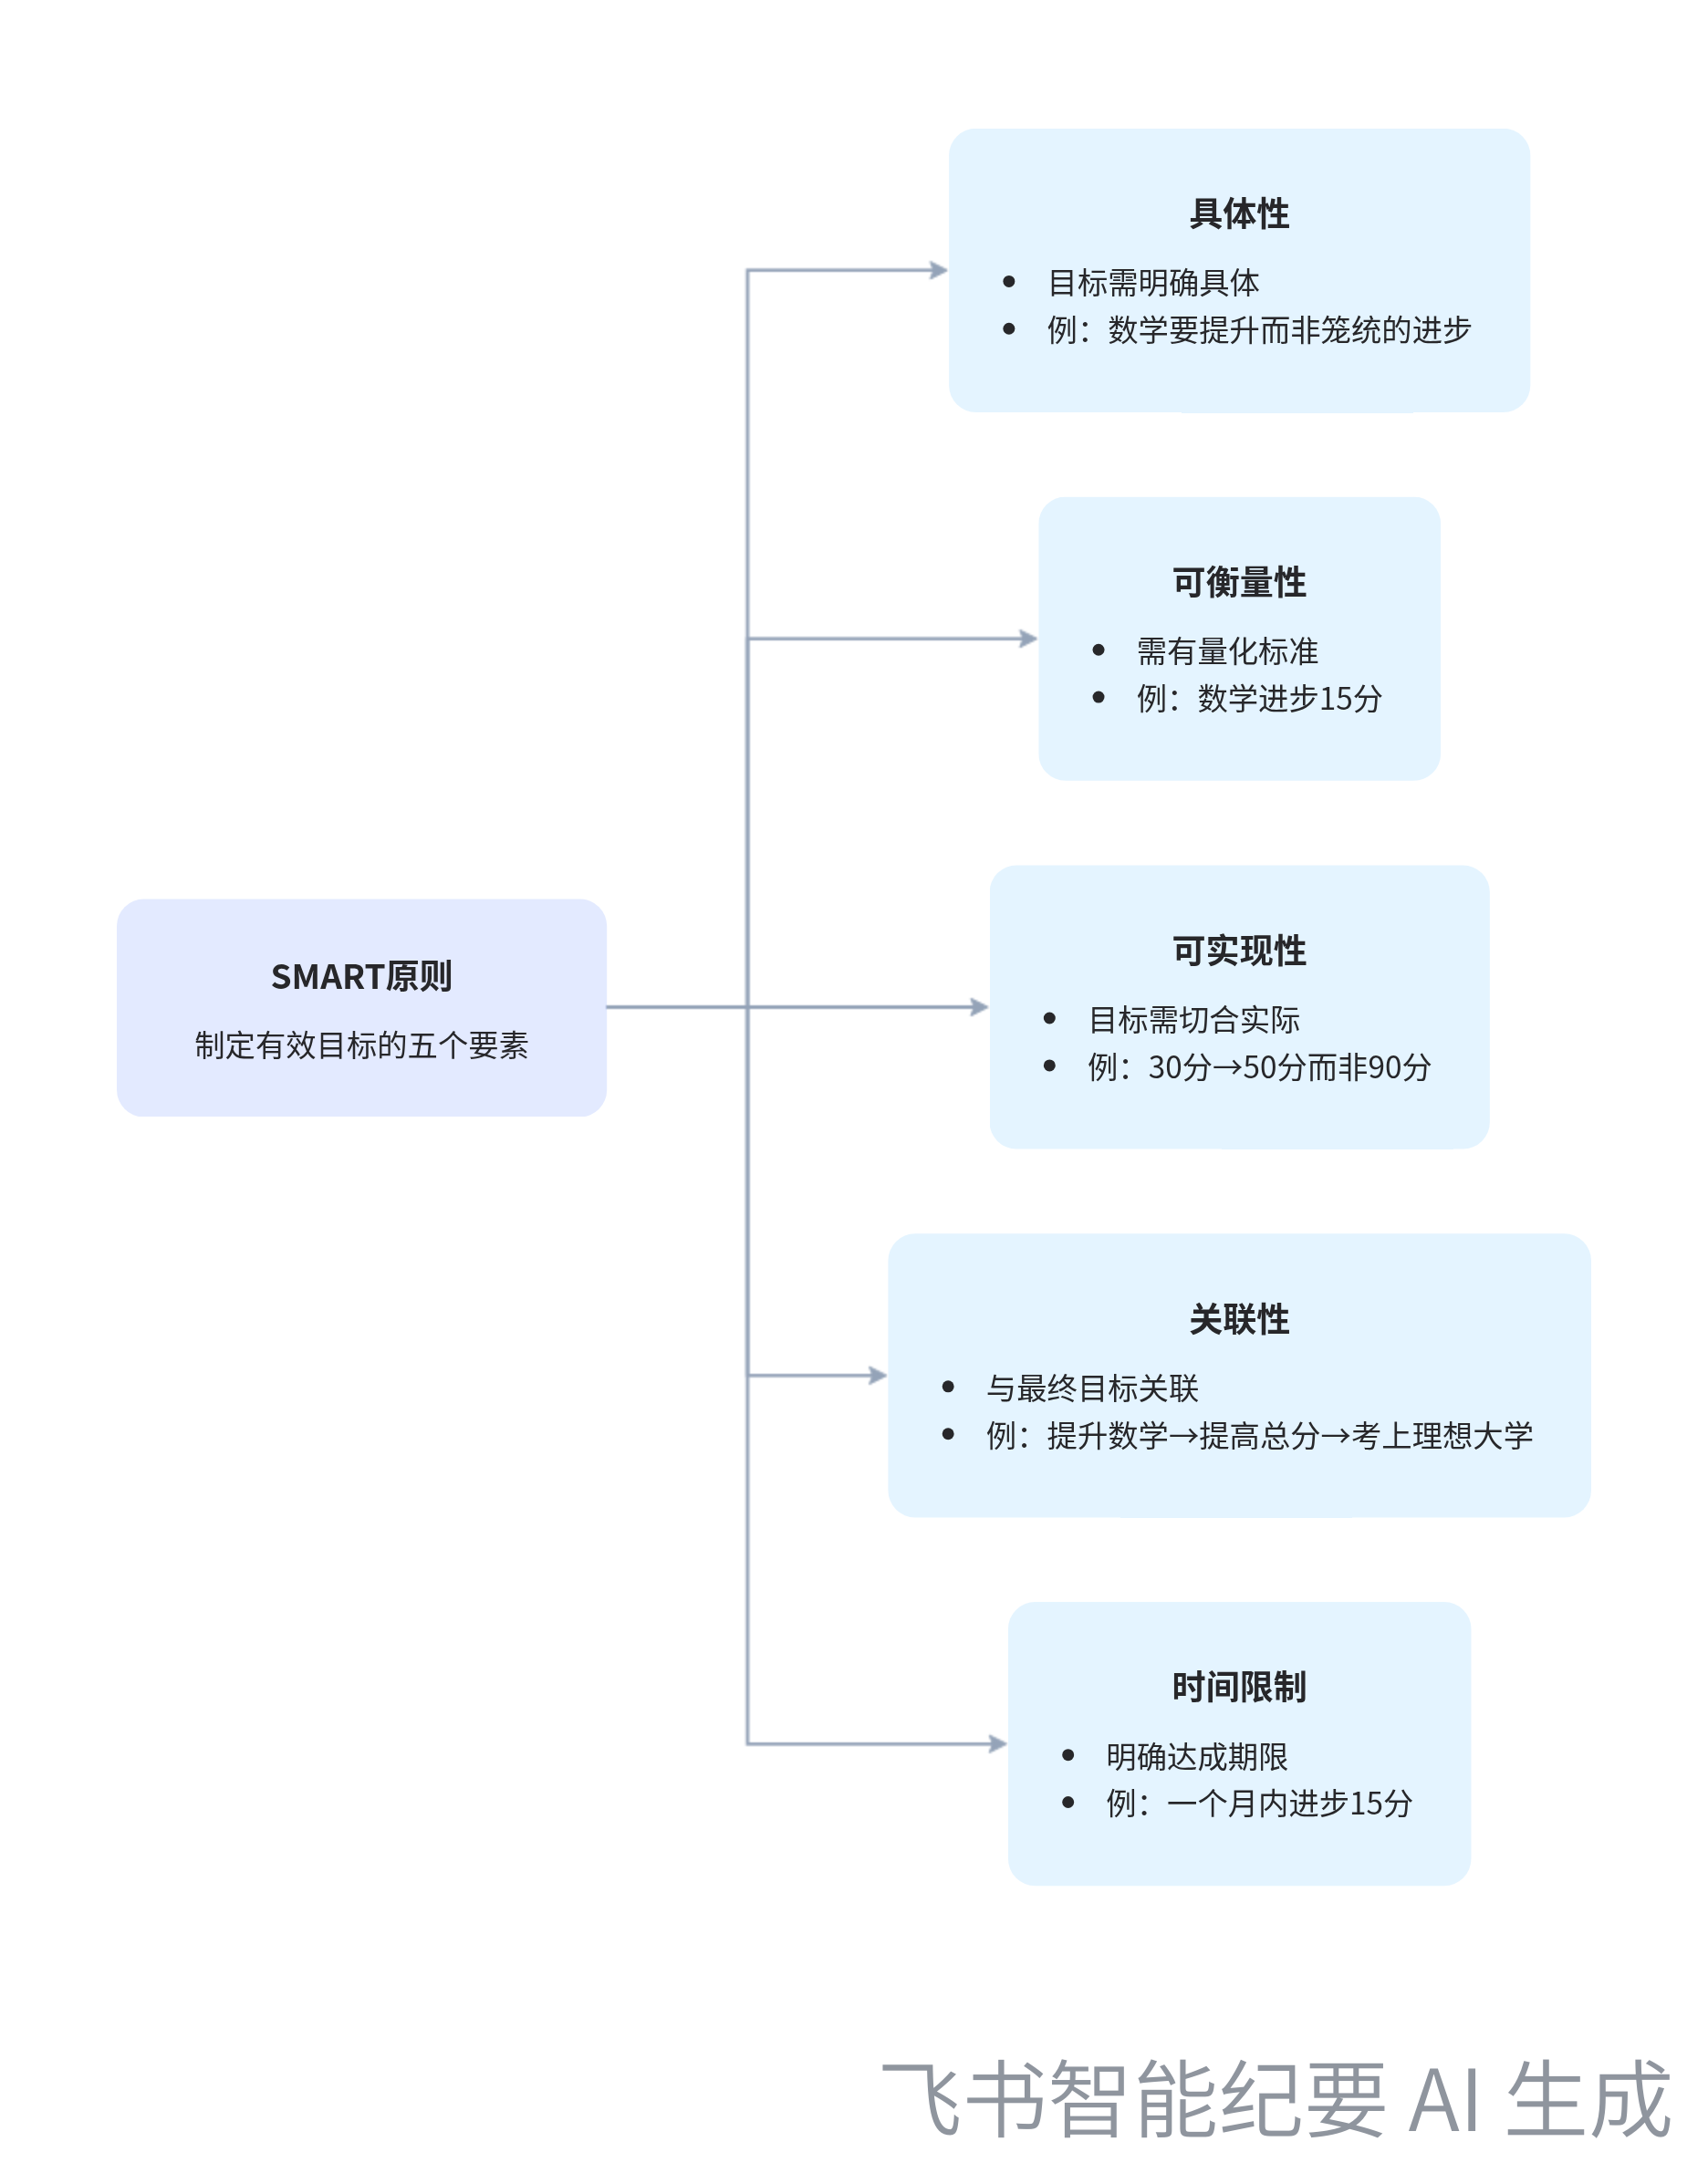 具体性
• 目标需明确具体
• 例：数学要提升而非笼统的进步
可衡量性
• 需有量化标准
• 例：数学进步15分
SMART原则
制定有效目标的五个要素
可实现性
• 目标需切合实际
• 例：30分→50分而非90分
关联性
• 与最终目标关联
• 例：提升数学→提高总分→考上理想大学
时间限制
• 明确达成期限
• 例：一个月内进步15分
飞书智能纪要 AI 生成